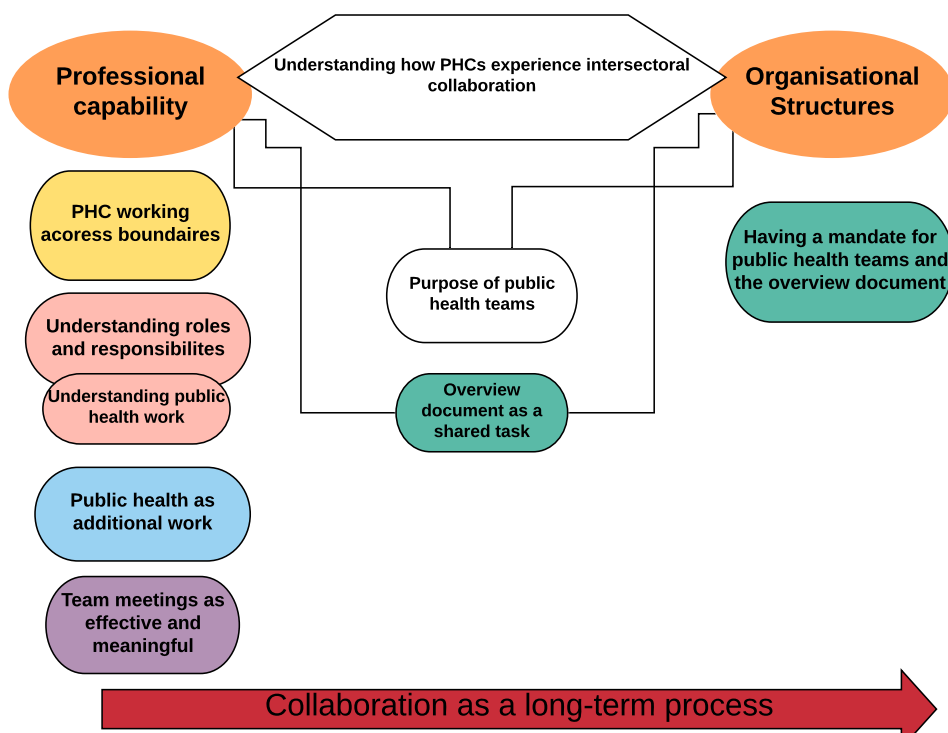 Professional
capability
Understanding how PHCs experience intersectoral
collaboration
Organisational
Structures
PHC working
acoress boundaires
Understanding roles
and responsibilites
Understanding public
health work
Public health as
additional work
Team meetings as
effective and
meaningful
Purpose of public
health teams
Overview
document as a
shared task
Having a mandate for
public health teams and
the overview document
Collaboration as a long-term process